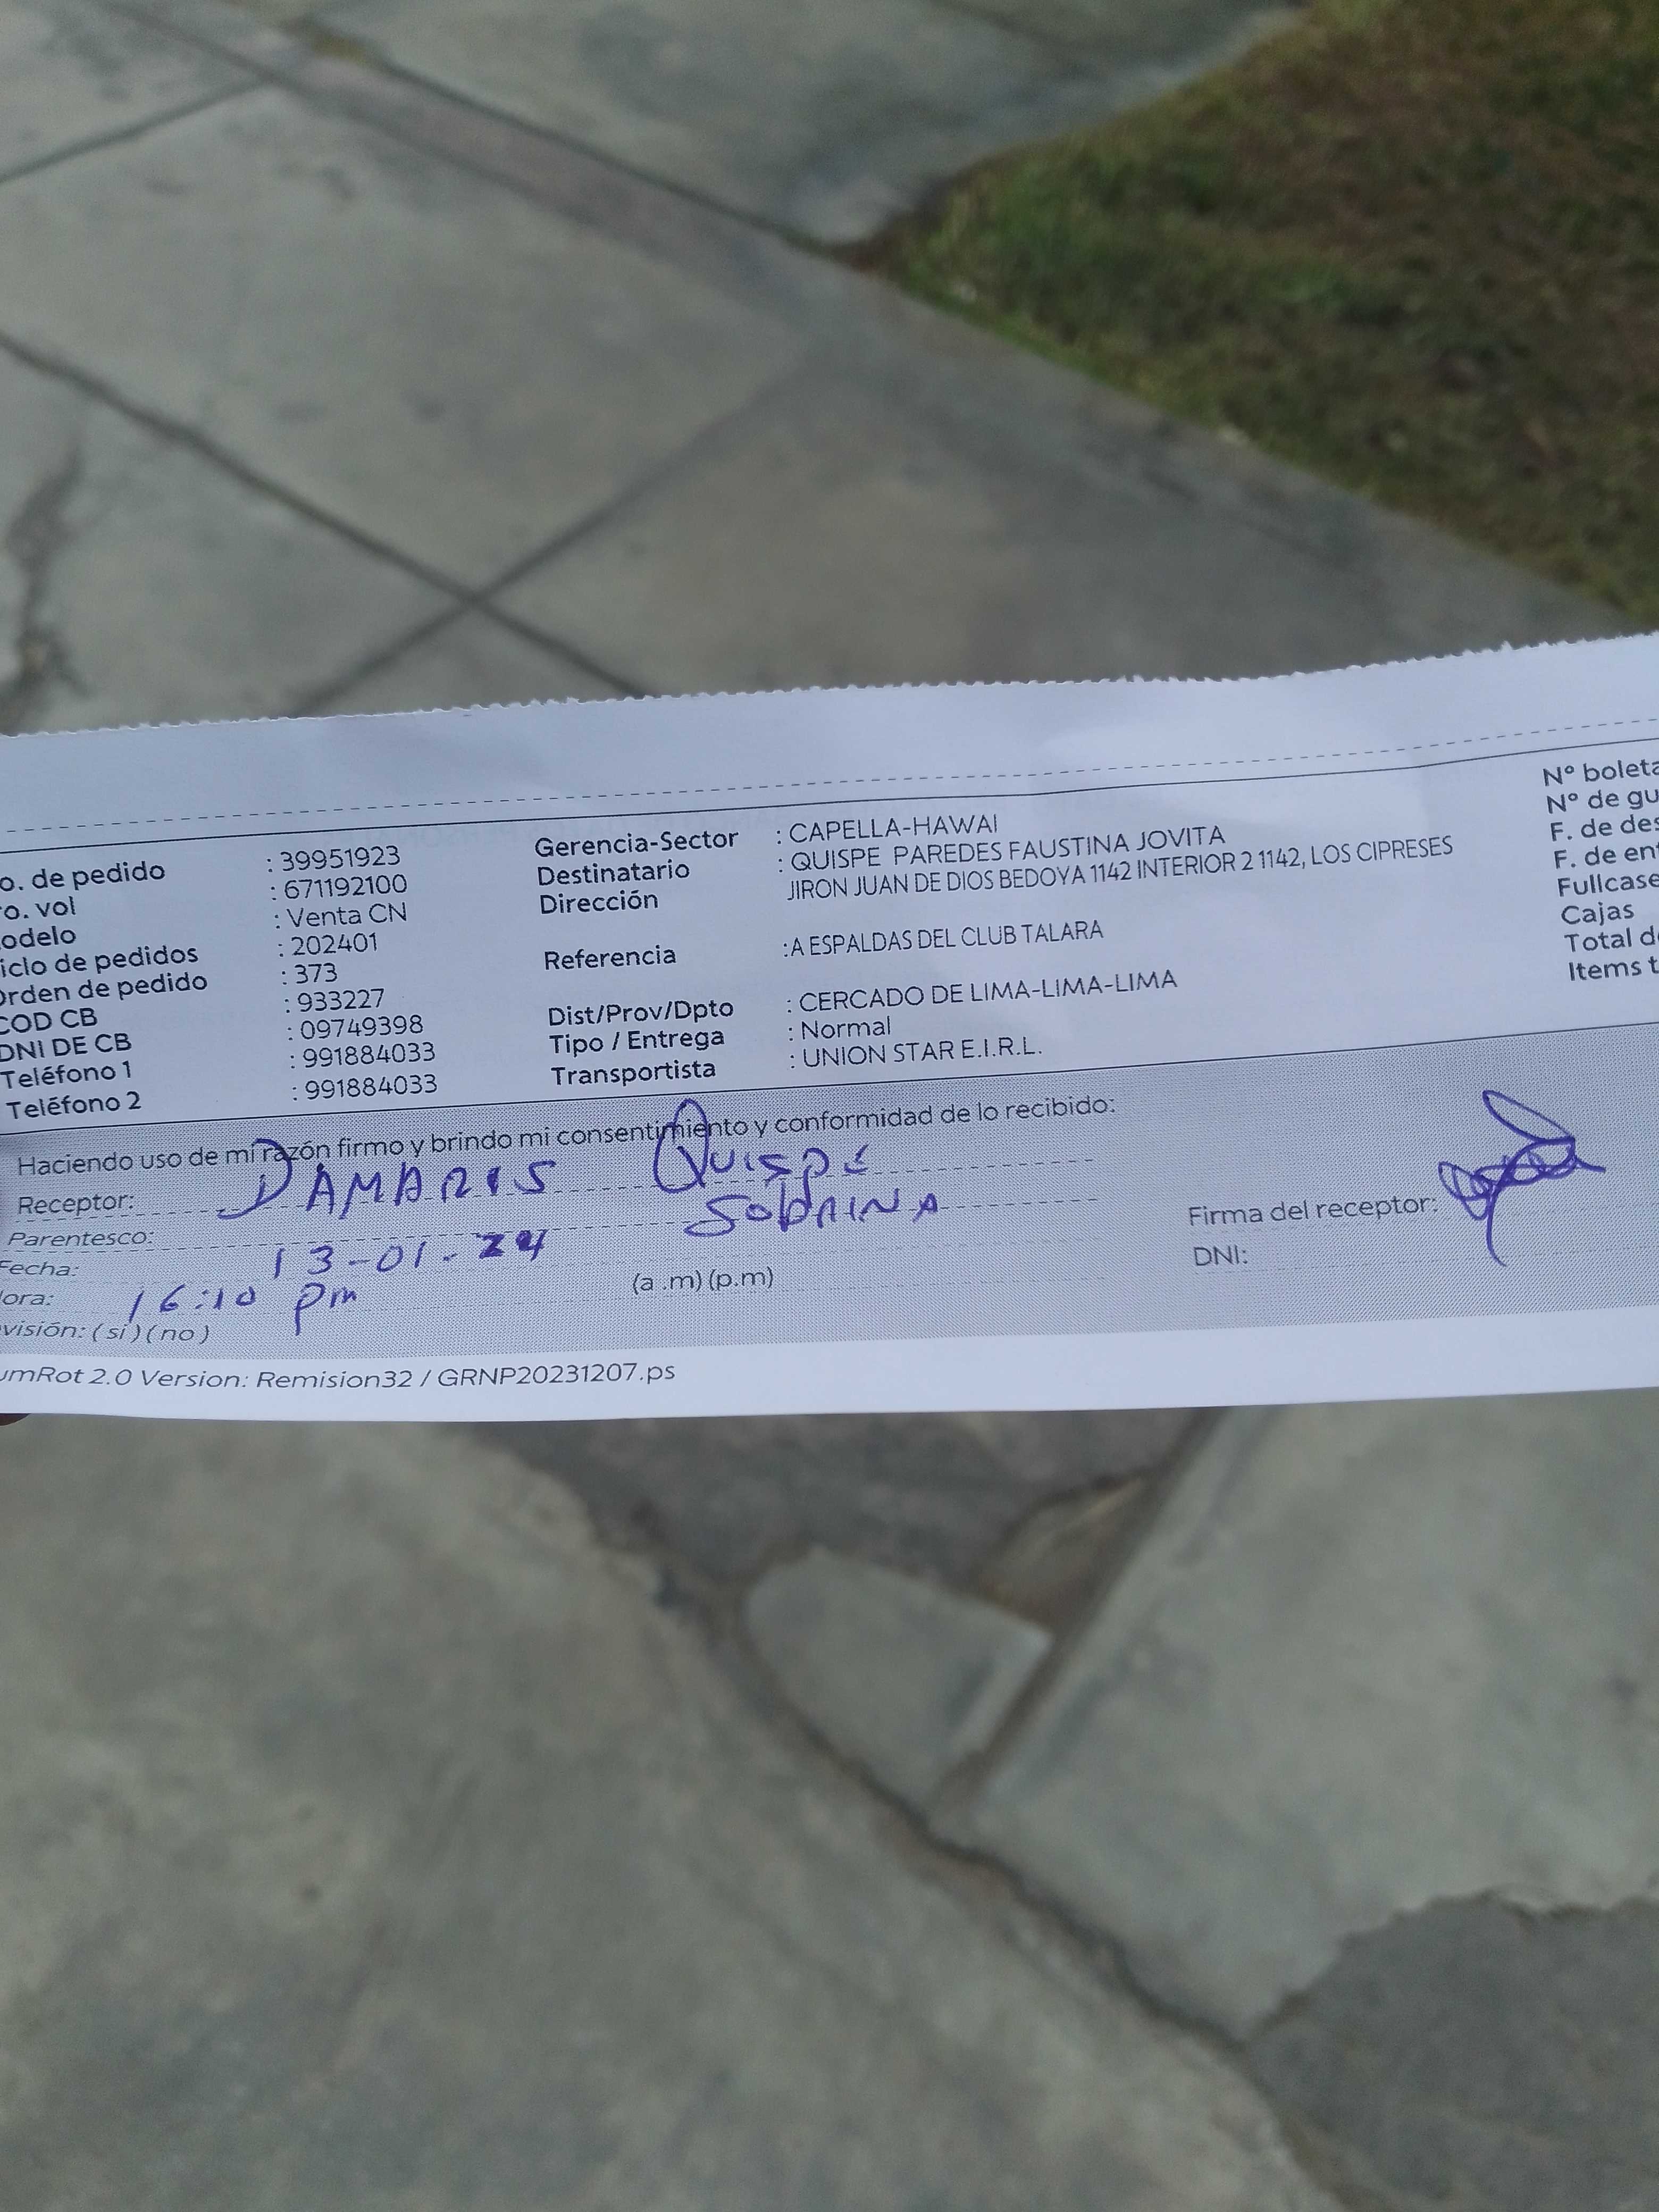 o. de pedido : 39951923
o. vol : 671192100
odelo : Venta CN
iclo de pedidos : 202401
Orden de pedido : 373
COD CB : 933227
DNI DE CB : 09749398
Teléfono 1 : 991884033
Teléfono 2 : 991884033
Gerencia-Sector : CAPELLA-HAWAI
Destinatario : QUISPE PAREDES FAUSTINA JOVITA
Dirección JIRON JUAN DE DIOS BEDOYA 1142 INTERIOR 2 1142, LOS CIPRESES
Referencia :A ESPALDAS DEL CLUB TALARA
Dist/Prov/Dpto : CERCADO DE LIMA-LIMA-LIMA
Tipo / Entrega : Normal
Transportista : UNION STAR E.I.R.L.
N° boleta
N° de gu
F. de des
F. de ent
Fullcase
Cajas
Total d
Items t
Haciendo uso de mi razón firmo y brindo mi consentimiento y conformidad de lo recibido:
Receptor: DAMARIS QUISPE
Parentesco: SObRINA
Fecha: 13-01-24
ora: 16:10 pm (a .m) (p.m)
visión: ( si ) ( no )
Firma del receptor:
DNI:
umRot 2.0 Version: Remision32 / GRNP20231207.ps